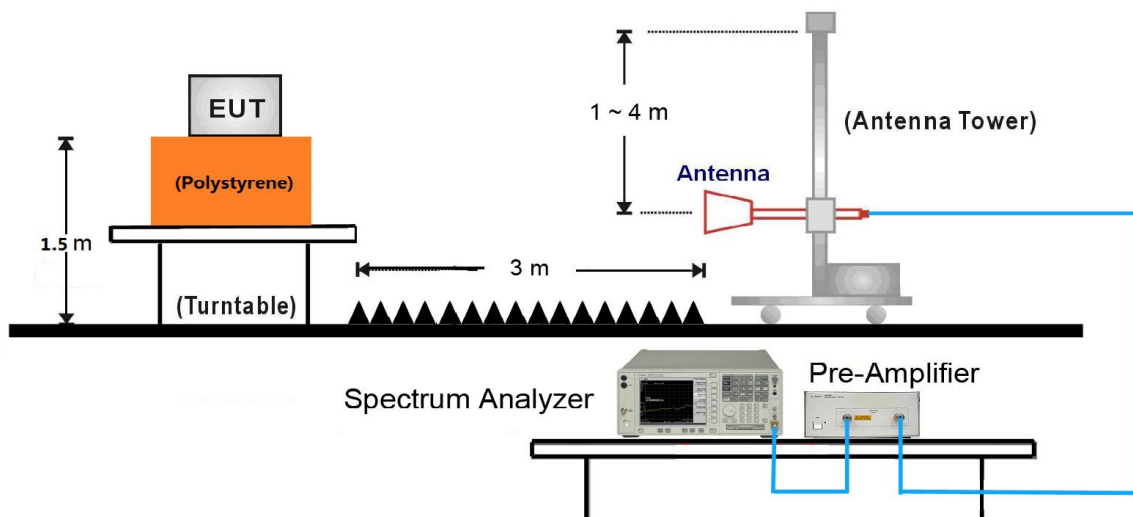 EUT
(Polystyrene)
1.5 m
(Turntable)
3 m
1 ~ 4 m
Antenna
(Antenna Tower)
Spectrum Analyzer
Pre-Amplifier